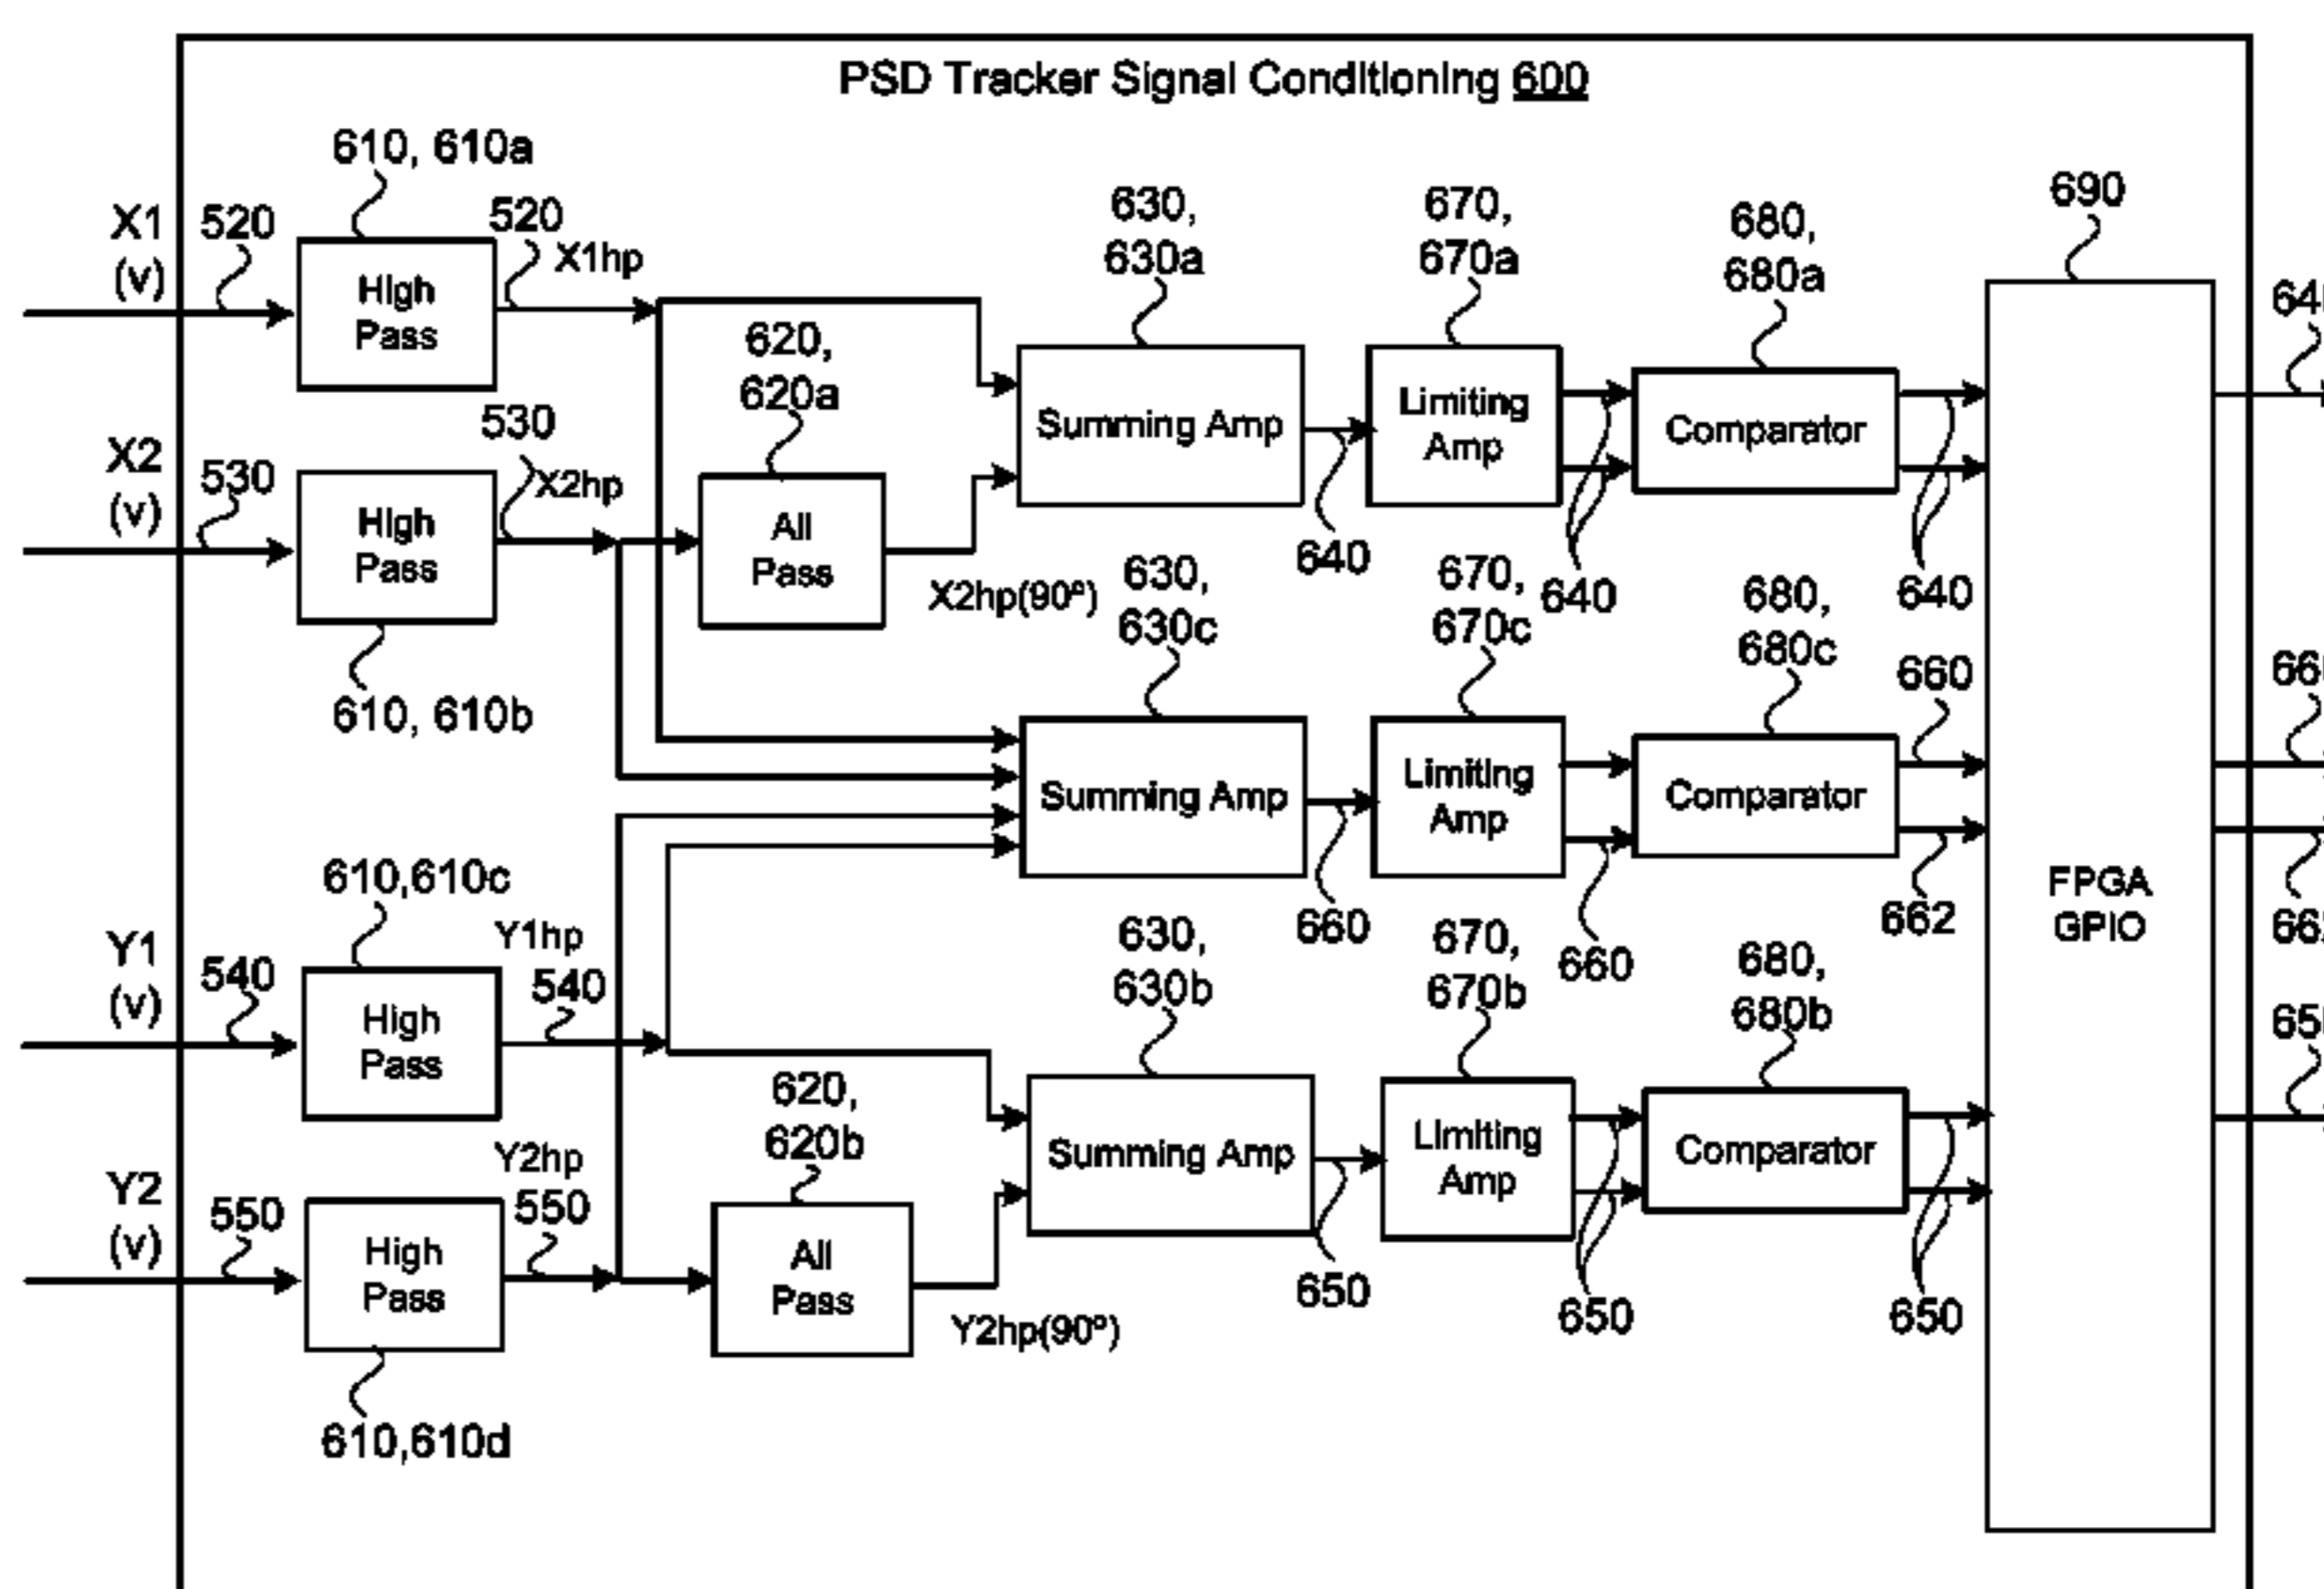 PSD Tracker Signal Conditioning 600
610, 610a
X1
(v)
520
High
Pass
520
X1hp
X2
(v)
530
High
Pass
530
X2hp
610, 610b
620,
620a
All
Pass
X2hp(90º)
630,
630a
Summing Amp
640
670,
670a
Limiting
Amp
640
680,
680a
Comparator
640
690
FPGA
GPIO
630,
630c
Summing Amp
660
670,
670c
Limiting
Amp
660
680,
680c
Comparator
660
662
610,610c
Y1
(v)
540
High
Pass
Y1hp
540
Y2
(v)
550
High
Pass
Y2hp
550
610,610d
620,
620b
All
Pass
Y2hp(90º)
630,
630b
Summing Amp
650
670,
670b
Limiting
Amp
650
680,
680b
Comparator
650